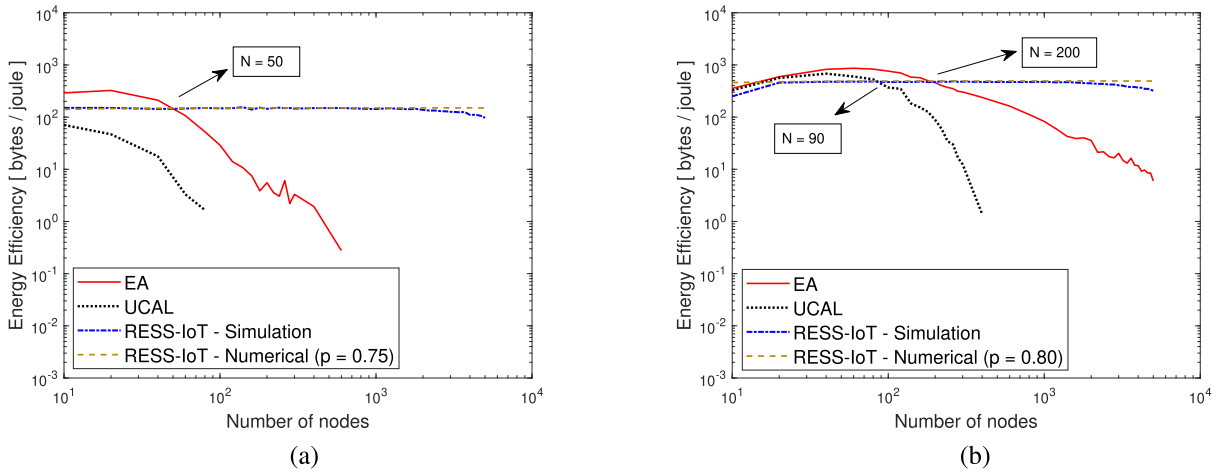 10^4
10^3
10^2
10^1
10^0
10^-1
10^-2
10^-3
Energy Efficiency [ bytes / joule ]
N = 50
EA
UCAL
RESS-IoT - Simulation
RESS-IoT - Numerical (p = 0.75)
10^1
10^2
10^3
10^4
Number of nodes
(a)
10^4
10^3
10^2
10^1
10^0
10^-1
10^-2
10^-3
Energy Efficiency [ bytes / joule ]
N = 200
N = 90
EA
UCAL
RESS-IoT - Simulation
RESS-IoT - Numerical (p = 0.80)
10^1
10^2
10^3
10^4
Number of nodes
(b)